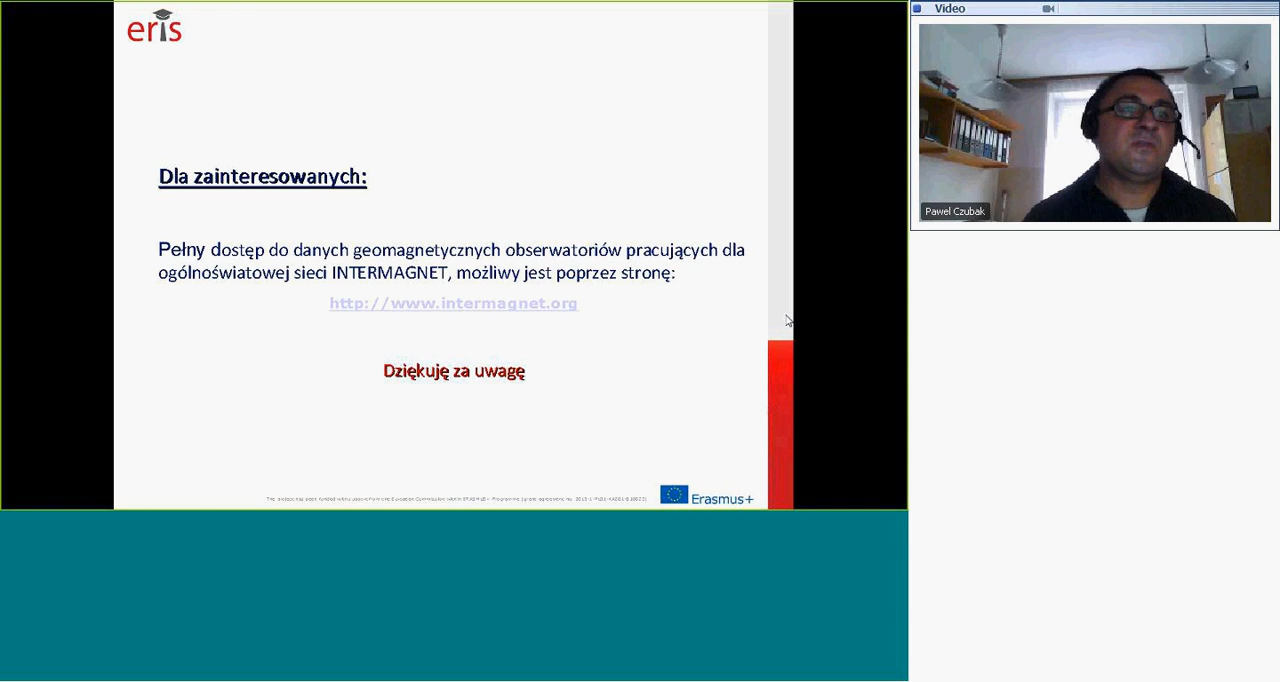 eris
Dla zainteresowanych:
Pełny dostęp do danych geomagnetycznych obserwatoriów pracujących dla
ogólnoświatowej sieci INTERMAGNET, możliwy jest poprzez stronę:
http://www.intermagnet.org
Dziękuję za uwagę
Erasmus+
Video
Pawel Czubak